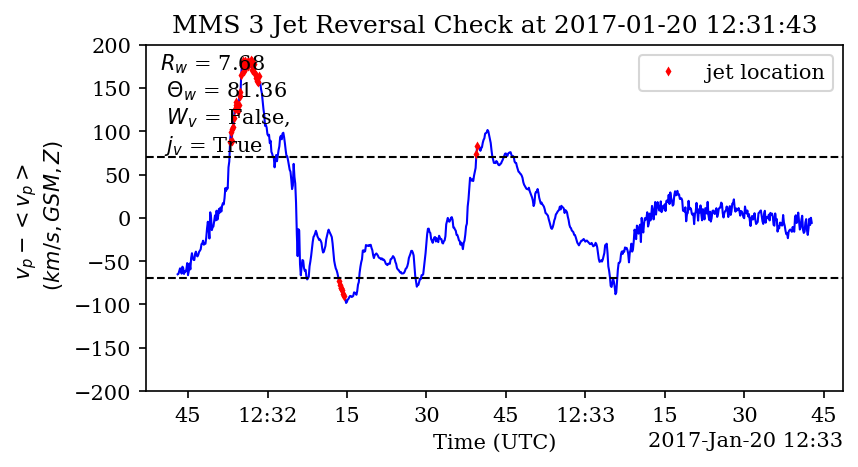 MMS 3 Jet Reversal Check at 2017-01-20 12:31:43
R_w = 7.68
Θ_w = 81.36
W_v = False,
j_v = True
jet location
v_p − <v_p>
(km/s, GSM, Z)
200
150
100
50
0
−50
−100
−150
−200
45 12:32 15 30 45 12:33 15 30 45
Time (UTC)
2017-Jan-20 12:33